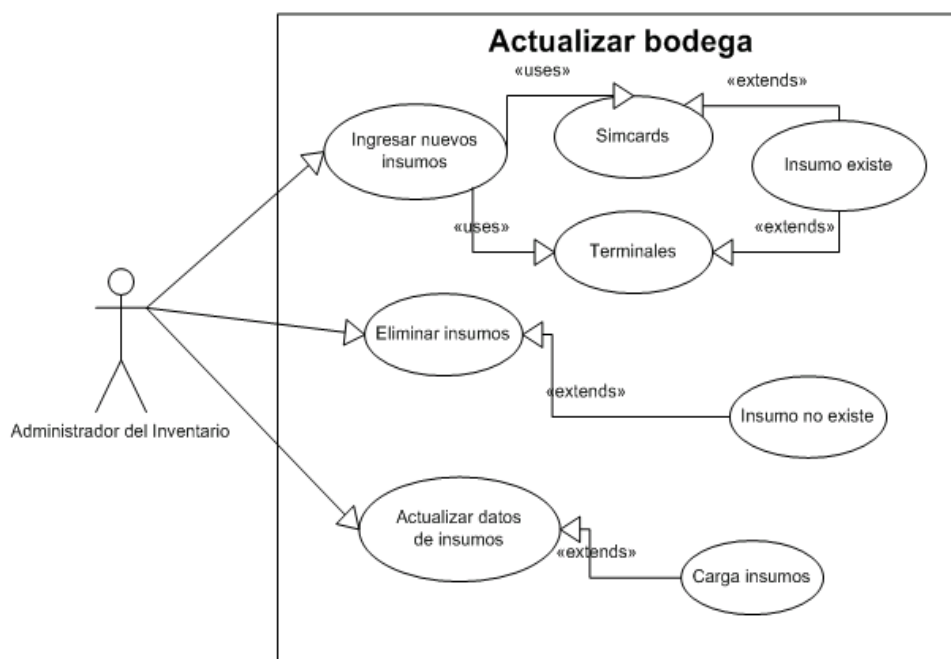 Actualizar bodega
«uses»
«extends»
Ingresar nuevos
insumos
Simcards
Insumo existe
«uses»
«extends»
Terminales
Eliminar insumos
«extends»
Insumo no existe
Administrador del Inventario
Actualizar datos
de insumos
«extends»
Carga insumos